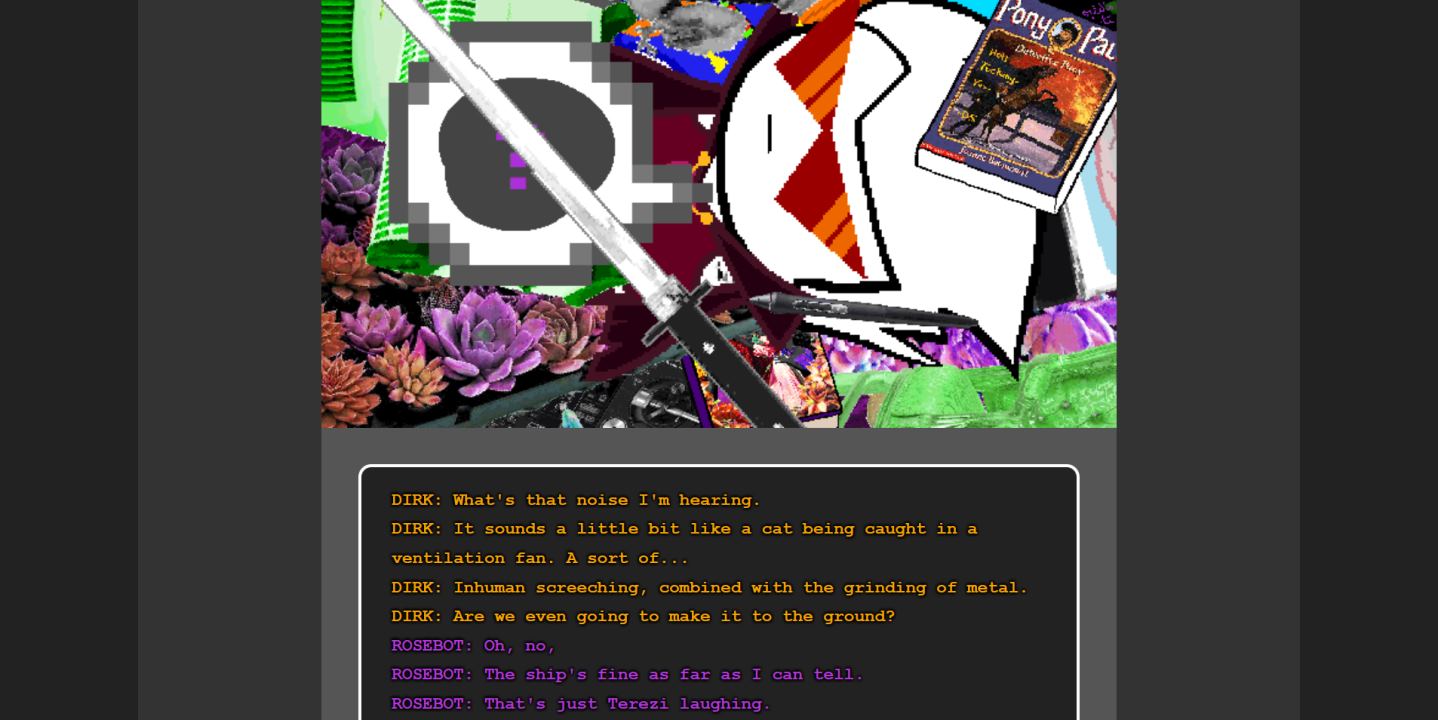 Pony Pal
Detective Pony
DIRK: What's that noise I'm hearing.
DIRK: It sounds a little bit like a cat being caught in a
ventilation fan. A sort of...
DIRK: Inhuman screeching, combined with the grinding of metal.
DIRK: Are we even going to make it to the ground?
ROSEBOT: Oh, no,
ROSEBOT: The ship's fine as far as I can tell.
ROSEBOT: That's just Terezi laughing.